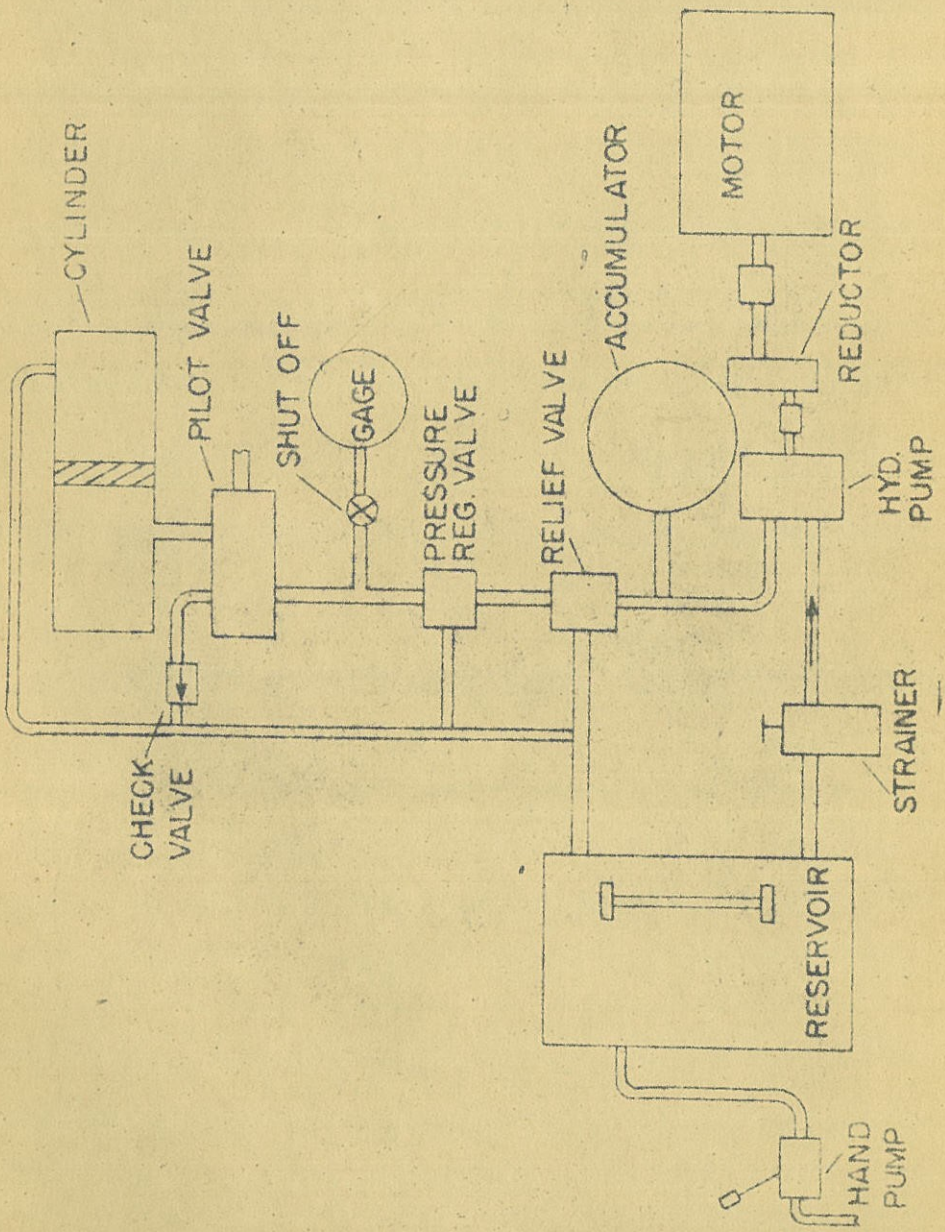 CYLINDER
PILOT VALVE
SHUT OFF
GAGE
CHECK
VALVE
PRESSURE
REG. VALVE
RELIEF VALVE
ACCUMULATOR
MOTOR
REDUCTOR
HYD.
PUMP
STRAINER
RESERVOIR
HAND
PUMP